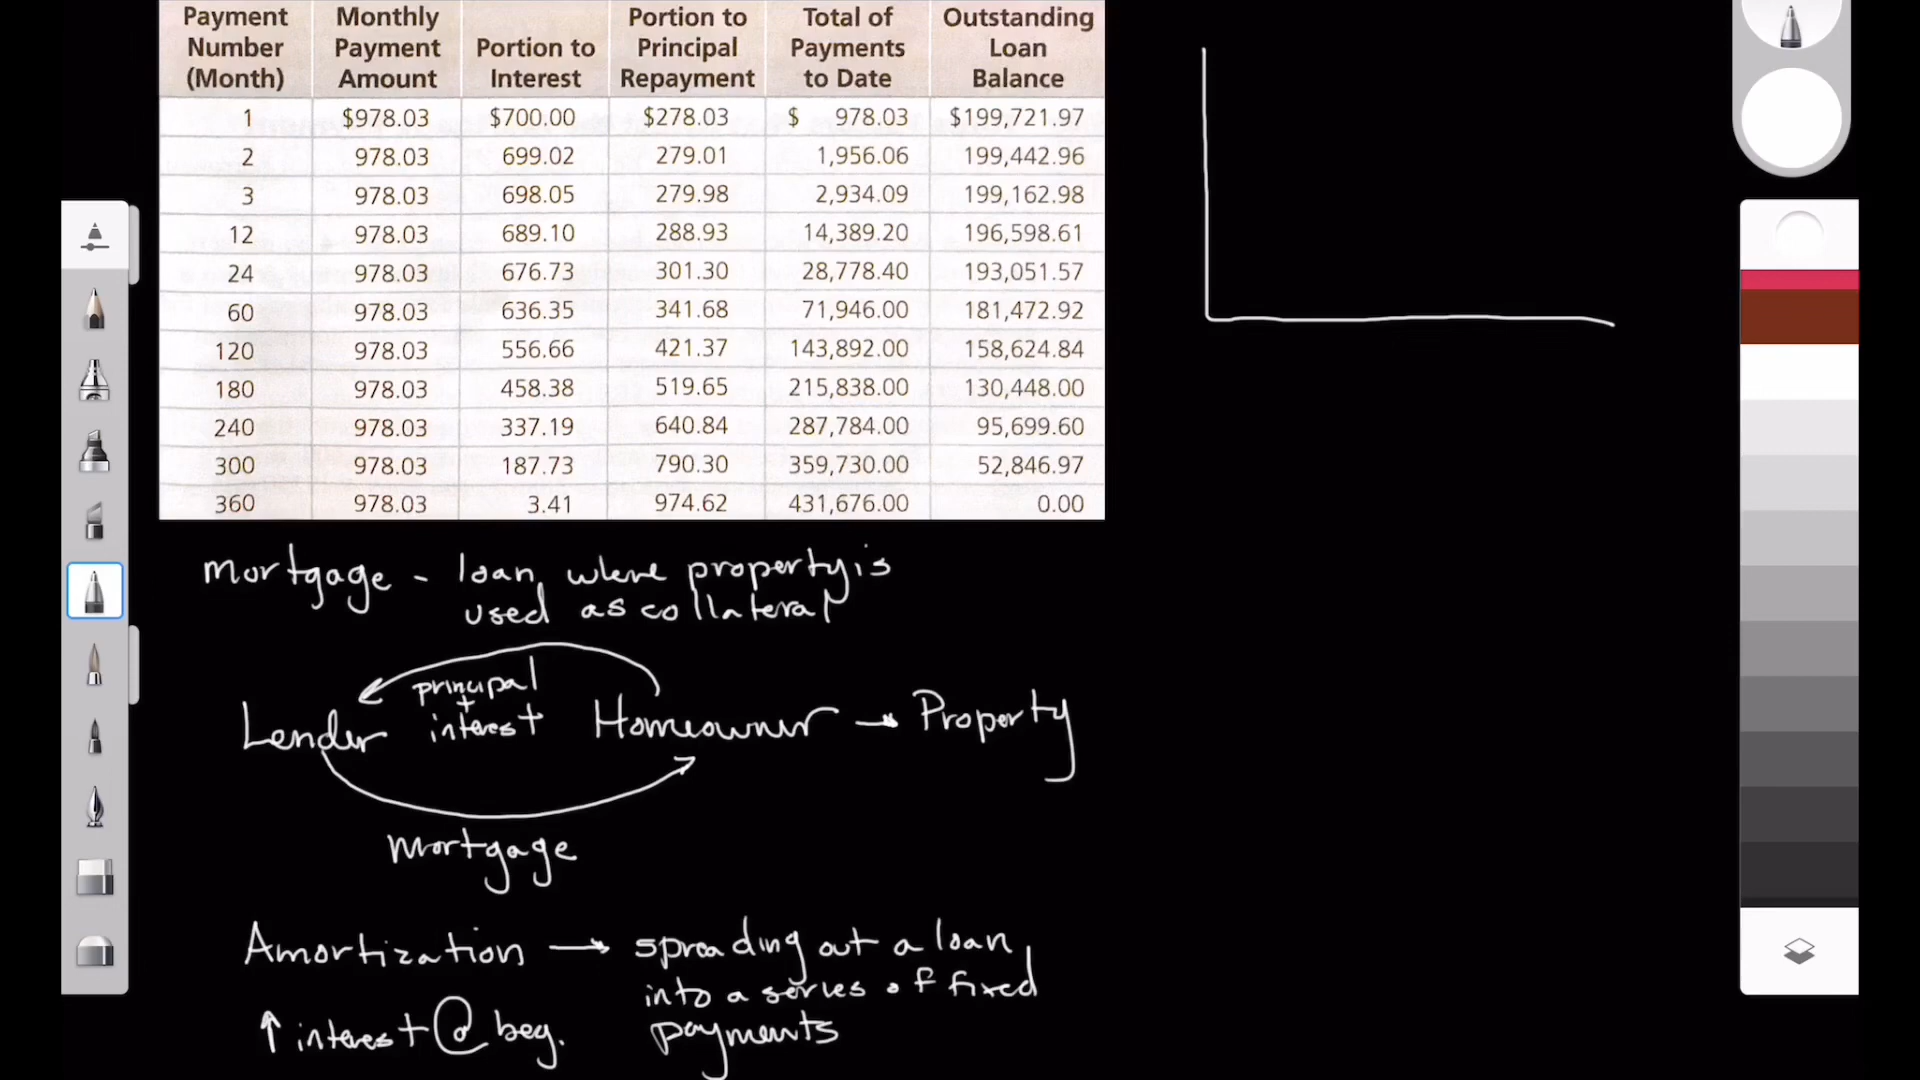 Payment Number (Month) Monthly Payment Amount Portion to Interest Portion to Principal Repayment Total of Payments to Date Outstanding Loan Balance
1 $978.03 $700.00 $278.03 $ 978.03 $199,721.97
2 978.03 699.02 279.01 1,956.06 199,442.96
3 978.03 698.05 279.98 2,934.09 199,162.98
12 978.03 689.10 288.93 14,389.20 196,598.61
24 978.03 676.73 301.30 28,778.40 193,051.57
60 978.03 636.35 341.68 71,946.00 181,472.92
120 978.03 556.66 421.37 143,892.00 158,624.84
180 978.03 458.38 519.65 215,838.00 130,448.00
240 978.03 337.19 640.84 287,784.00 95,699.60
300 978.03 187.73 790.30 359,730.00 52,846.97
360 978.03 3.41 974.62 431,676.00 0.00
Mortgage - loan where property is
used as collateral
principal
+
interest
Lender Homeowner → Property
Mortgage
Amortization → spreading out a loan
into a series of fixed
payments
↑ interest @ beg.